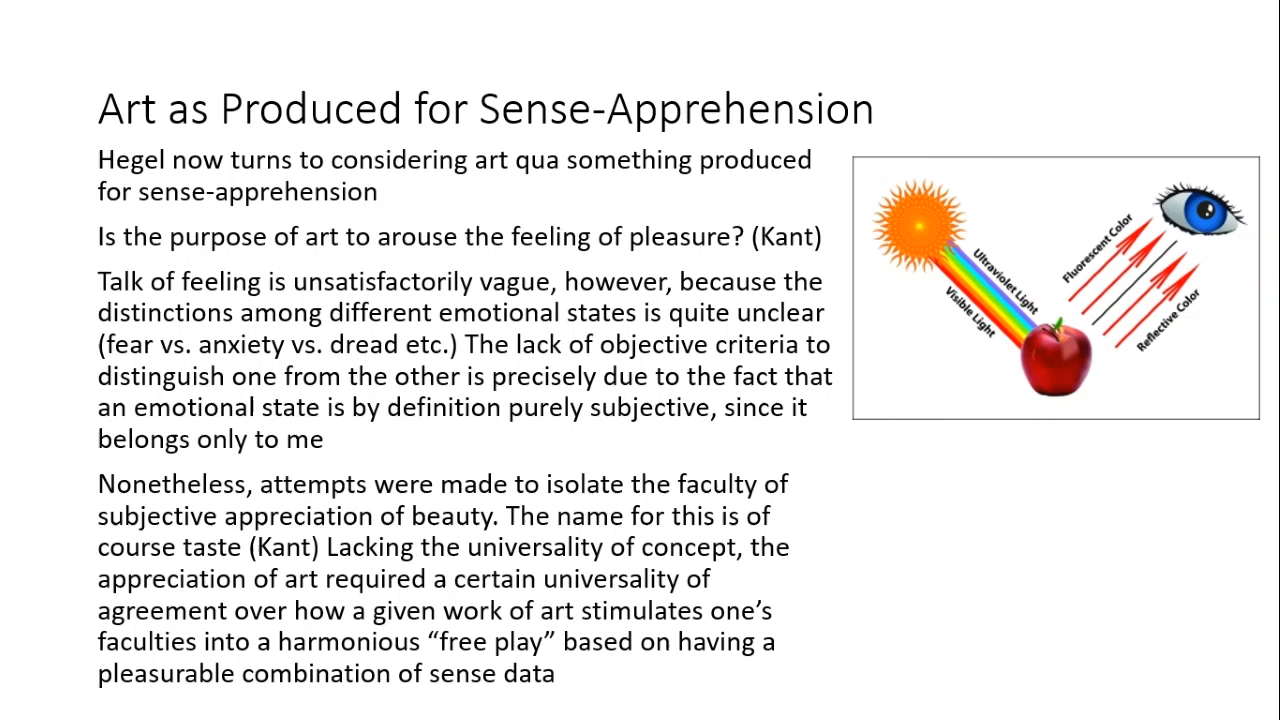 Art as Produced for Sense-Apprehension
Hegel now turns to considering art qua something produced
for sense-apprehension
Is the purpose of art to arouse the feeling of pleasure? (Kant)
Talk of feeling is unsatisfactorily vague, however, because the
distinctions among different emotional states is quite unclear
(fear vs. anxiety vs. dread etc.) The lack of objective criteria to
distinguish one from the other is precisely due to the fact that
an emotional state is by definition purely subjective, since it
belongs only to me
Nonetheless, attempts were made to isolate the faculty of
subjective appreciation of beauty. The name for this is of
course taste (Kant) Lacking the universality of concept, the
appreciation of art required a certain universality of
agreement over how a given work of art stimulates one’s
faculties into a harmonious “free play” based on having a
pleasurable combination of sense data
Ultraviolet Light
Visible Light
Fluorescent Color
Reflective Color